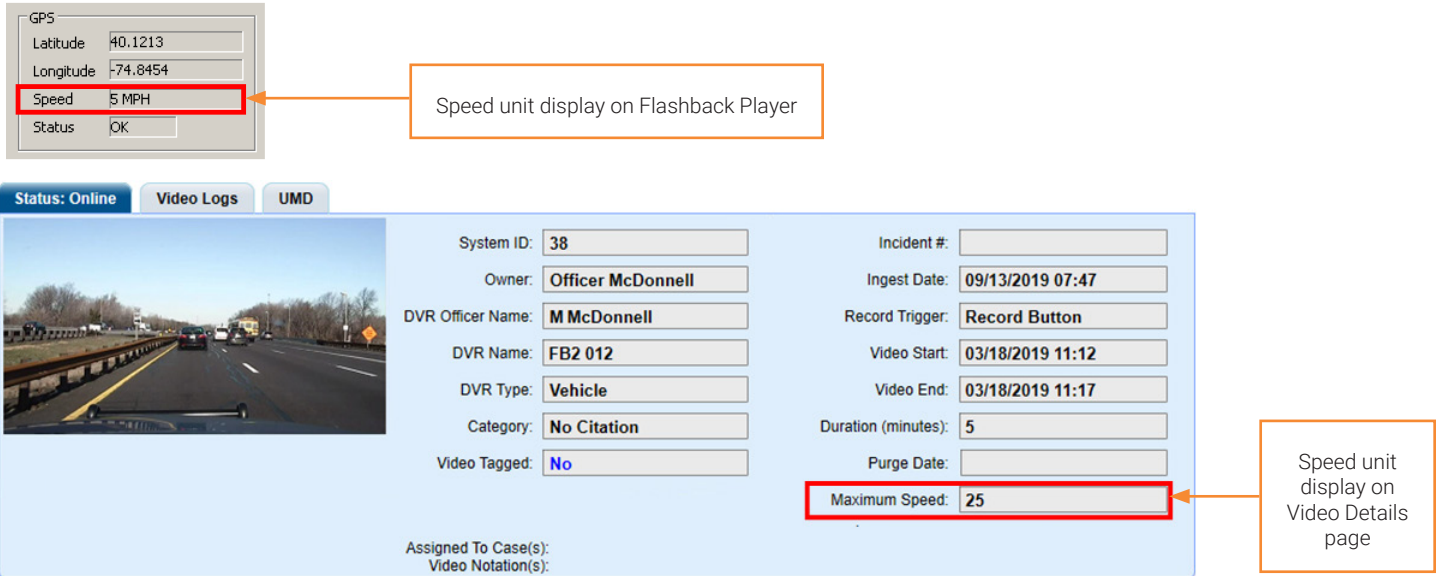 GPS
Latitude 40.1213
Longitude -74.8454
Speed 5 MPH
Status OK
Speed unit display on Flashback Player
Status: Online Video Logs UMD
System ID: 38
Owner: Officer McDonnell
DVR Officer Name: M McDonnell
DVR Name: FB2 012
DVR Type: Vehicle
Category: No Citation
Video Tagged: No
Incident #:
Ingest Date: 09/13/2019 07:47
Record Trigger: Record Button
Video Start: 03/18/2019 11:12
Video End: 03/18/2019 11:17
Duration (minutes): 5
Purge Date:
Maximum Speed: 25
Assigned To Case(s):
Video Notation(s):
Speed unit
display on
Video Details
page